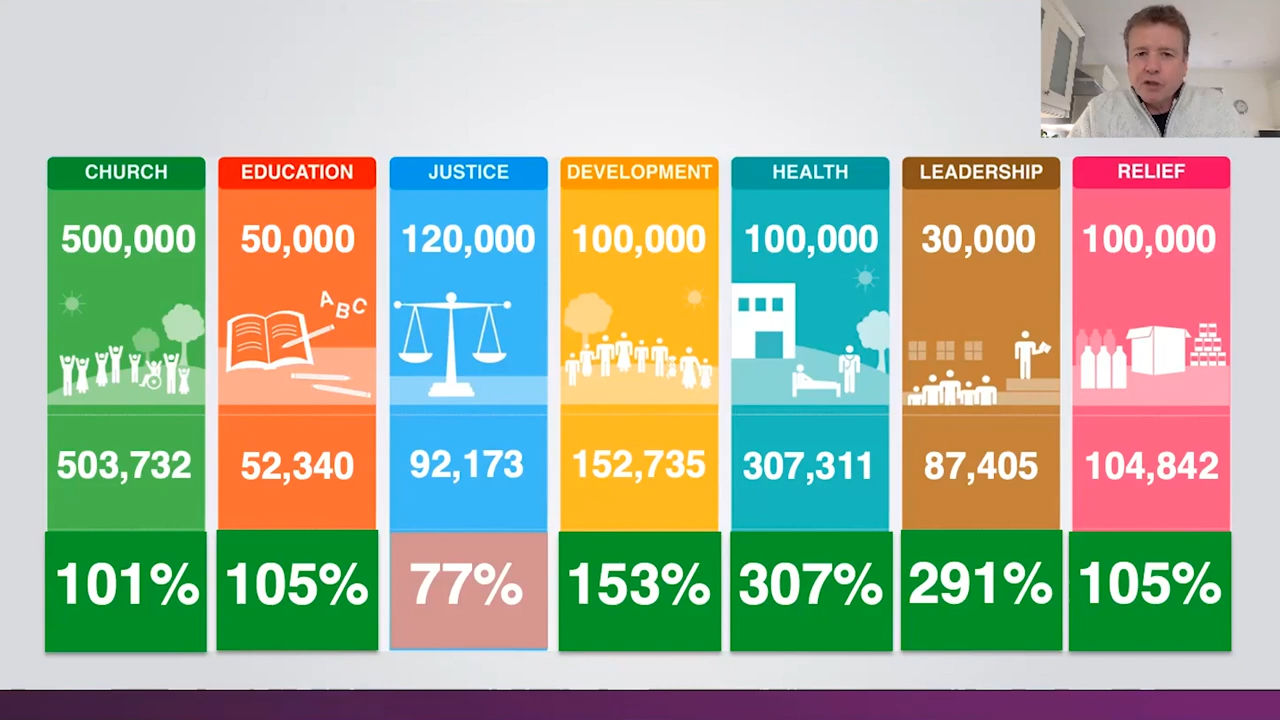 CHURCH
500,000
503,732
101%
EDUCATION
50,000
A B C
52,340
105%
JUSTICE
120,000
92,173
77%
DEVELOPMENT
100,000
152,735
153%
HEALTH
100,000
307,311
307%
LEADERSHIP
30,000
87,405
291%
RELIEF
100,000
104,842
105%